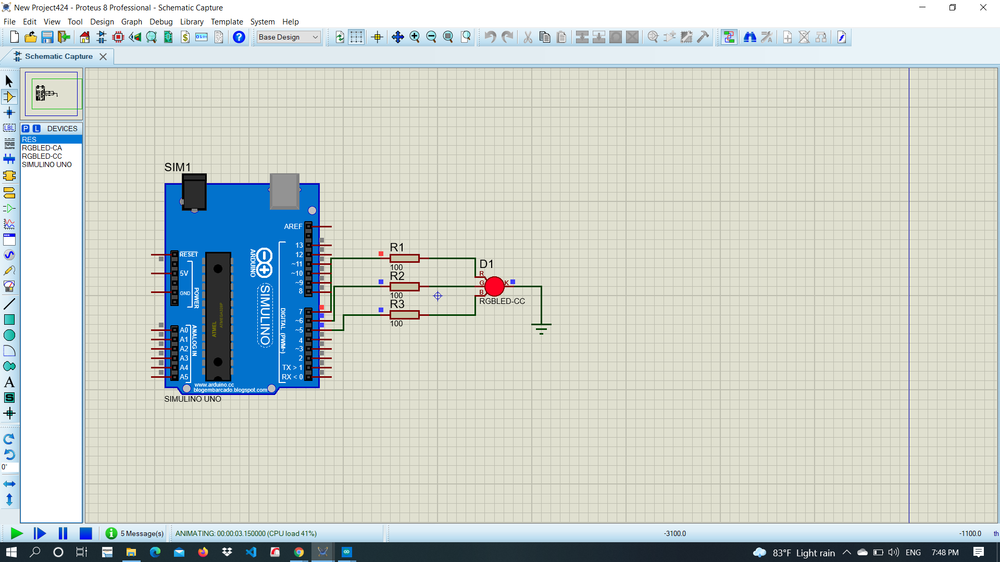 New Project424 - Proteus 8 Professional - Schematic Capture
File Edit View Tool Design Graph Debug Library Template System Help
Base Design
Schematic Capture
P L DEVICES
RES
RGBLED-CA
RGBLED-CC
SIMULINO UNO
LBL
A
S
0°
SIM1
AREF
13
12
~11
~10
~9
8
7
~6
~5
4
~3
2
TX > 1
RX < 0
RESET
5V
GND
POWER
A0
A1
A2
A3
A4
A5
ANALOG IN
ATMEL
ATMEGA328P
ARDUINO
SIMULINO
DIGITAL (PWM~)
www.arduino.cc
blogembarcado.blogspot.com
SIMULINO UNO
R1
100
R2
100
R3
100
D1
R
G
B
K
RGBLED-CC
5 Message(s)
ANIMATING: 00:00:03.150000 (CPU load 41%)
-3100.0
-1100.0
th
83°F Light rain
ENG
7:48 PM